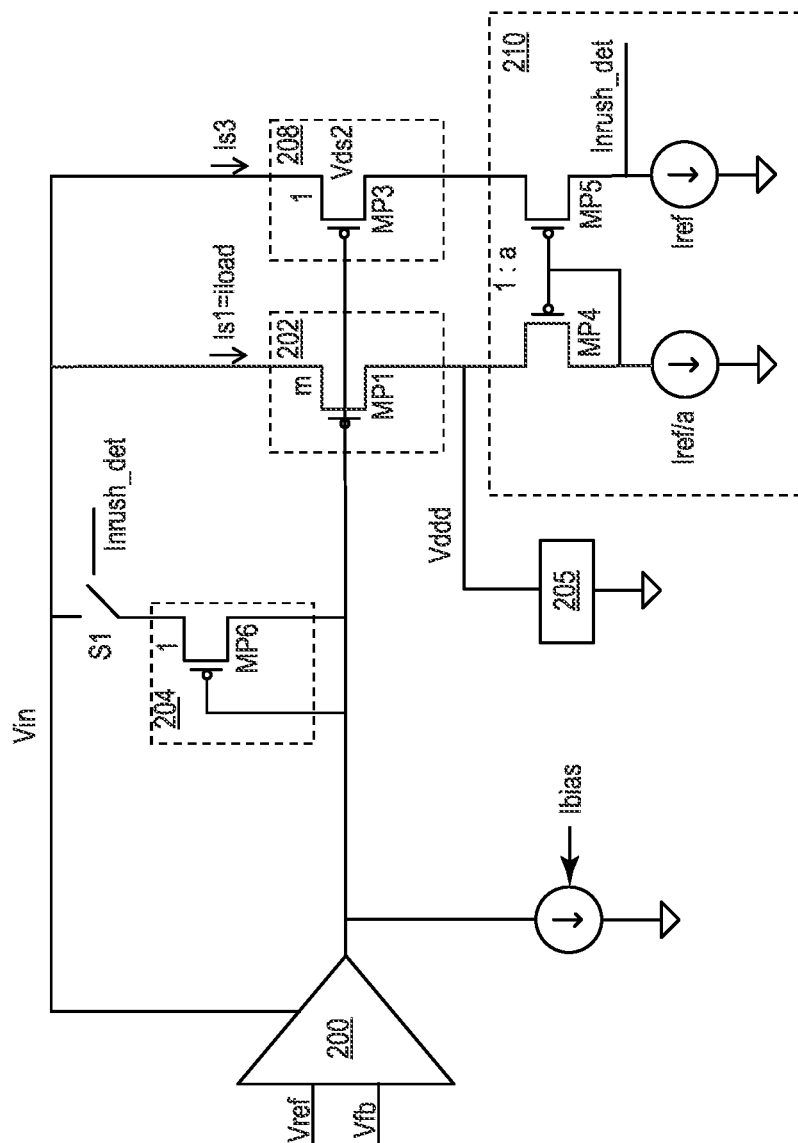 Vin
S1
Inrush_det
Is1=iload
Is3
204
1
MP6
202
m
MP1
208
1
Vds2
MP3
Vref
Vfb
200
Vddd
1 : a
210
MP4
MP5
Inrush_det
Ibias
205
Iref/a
Iref